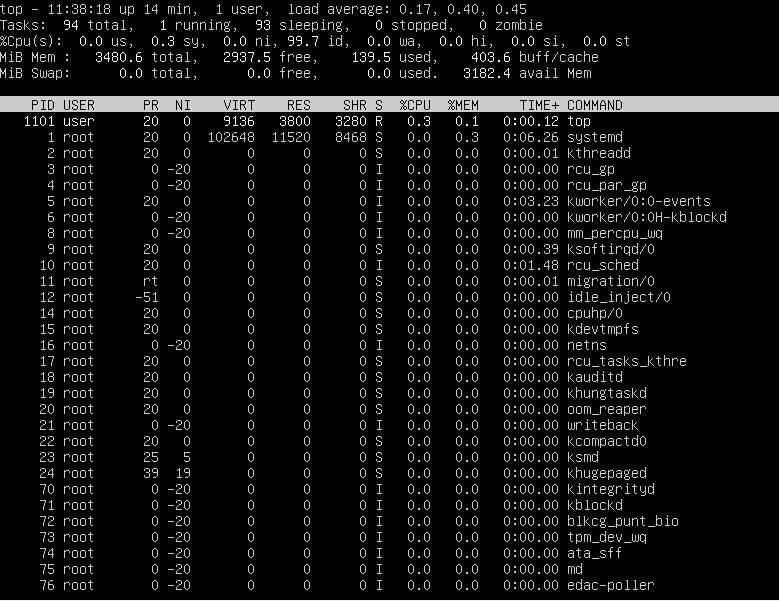 top - 11:38:18 up 14 min,  1 user,  load average: 0.17, 0.40, 0.45
Tasks:  94 total,   1 running,  93 sleeping,   0 stopped,   0 zombie
%Cpu(s):  0.0 us,  0.3 sy,  0.0 ni, 99.7 id,  0.0 wa,  0.0 hi,  0.0 si,  0.0 st
MiB Mem :   3480.6 total,   2937.5 free,    139.5 used,    403.6 buff/cache
MiB Swap:      0.0 total,      0.0 free,      0.0 used.   3182.4 avail Mem
PID USER      PR  NI    VIRT    RES    SHR S  %CPU  %MEM     TIME+ COMMAND
1101 user      20   0    9136   3800   3280 R   0.3   0.1   0:00.12 top
1 root      20   0  102648  11520   8468 S   0.0   0.3   0:06.26 systemd
2 root      20   0       0      0      0 S   0.0   0.0   0:00.01 kthreadd
3 root       0 -20       0      0      0 I   0.0   0.0   0:00.00 rcu_gp
4 root       0 -20       0      0      0 I   0.0   0.0   0:00.00 rcu_par_gp
5 root      20   0       0      0      0 I   0.0   0.0   0:03.23 kworker/0:0-events
6 root       0 -20       0      0      0 I   0.0   0.0   0:00.00 kworker/0:0H-kblockd
8 root       0 -20       0      0      0 I   0.0   0.0   0:00.00 mm_percpu_wq
9 root      20   0       0      0      0 S   0.0   0.0   0:00.39 ksoftirqd/0
10 root      20   0       0      0      0 I   0.0   0.0   0:01.48 rcu_sched
11 root      rt   0       0      0      0 S   0.0   0.0   0:00.01 migration/0
12 root     -51   0       0      0      0 S   0.0   0.0   0:00.00 idle_inject/0
14 root      20   0       0      0      0 S   0.0   0.0   0:00.00 cpuhp/0
15 root      20   0       0      0      0 S   0.0   0.0   0:00.00 kdevtmpfs
16 root       0 -20       0      0      0 I   0.0   0.0   0:00.00 netns
17 root      20   0       0      0      0 S   0.0   0.0   0:00.00 rcu_tasks_kthre
18 root      20   0       0      0      0 S   0.0   0.0   0:00.00 kauditd
19 root      20   0       0      0      0 S   0.0   0.0   0:00.00 khungtaskd
20 root      20   0       0      0      0 S   0.0   0.0   0:00.00 oom_reaper
21 root       0 -20       0      0      0 I   0.0   0.0   0:00.00 writeback
22 root      20   0       0      0      0 S   0.0   0.0   0:00.00 kcompactd0
23 root      25   5       0      0      0 S   0.0   0.0   0:00.00 ksmd
24 root      39  19       0      0      0 S   0.0   0.0   0:00.00 khugepaged
70 root       0 -20       0      0      0 I   0.0   0.0   0:00.00 kintegrityd
71 root       0 -20       0      0      0 I   0.0   0.0   0:00.00 kblockd
72 root       0 -20       0      0      0 I   0.0   0.0   0:00.00 blkcg_punt_bio
73 root       0 -20       0      0      0 I   0.0   0.0   0:00.00 tpm_dev_wq
74 root       0 -20       0      0      0 I   0.0   0.0   0:00.00 ata_sff
75 root       0 -20       0      0      0 I   0.0   0.0   0:00.00 md
76 root       0 -20       0      0      0 I   0.0   0.0   0:00.00 edac-poller